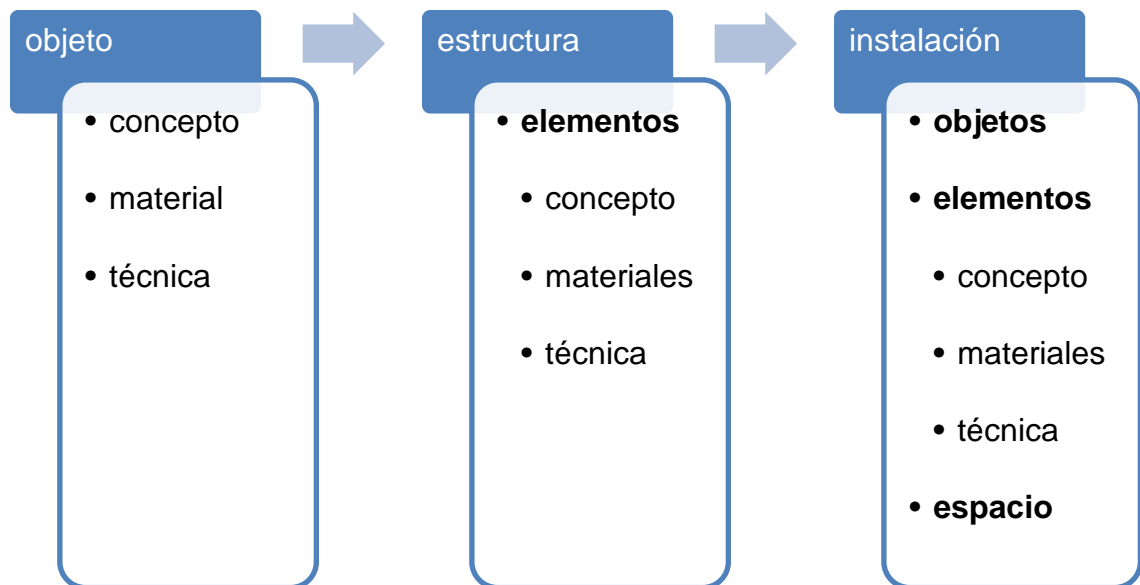 objeto
• concepto
• material
• técnica
estructura
• elementos
• concepto
• materiales
• técnica
instalación
• objetos
• elementos
• concepto
• materiales
• técnica
• espacio